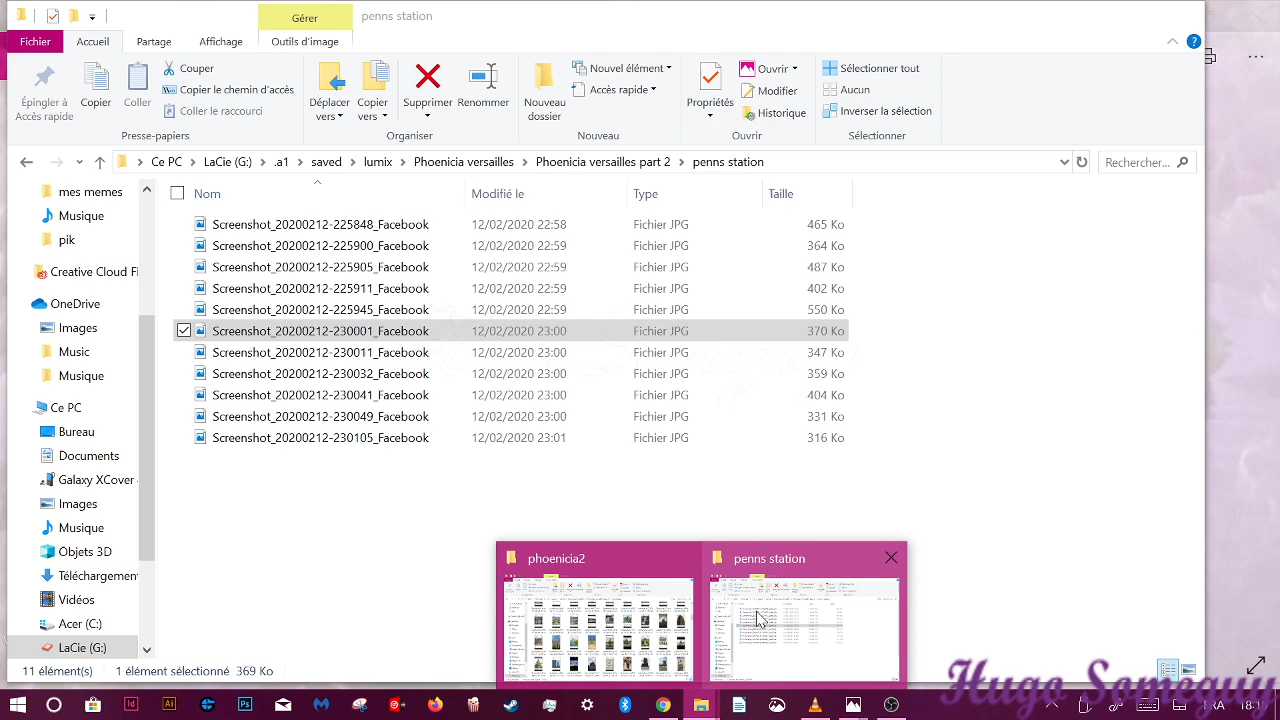 Gérer
penns station
Fichier
Accueil
Partage
Affichage
Outils d'image
Épingler à
Accès rapide
Copier
Coller
Couper
Copier le chemin d'accès
Coller le raccourci
Presse-papiers
Déplacer
vers
Copier
vers
Supprimer
Renommer
Organiser
Nouveau
dossier
Nouvel élément
Accès rapide
Nouveau
Propriétés
Ouvrir
Modifier
Historique
Ouvrir
Sélectionner tout
Aucun
Inverser la sélection
Sélectionner
Ce PC > LaCie (G:) > .a1 > saved > lumix > Phoenicia versailles > Phoenicia versailles part 2 > penns station
Rechercher...
Nom Modifié le Type Taille
Screenshot_20200212-225848_Facebook 12/02/2020 22:58 Fichier JPG 465 Ko
Screenshot_20200212-225900_Facebook 12/02/2020 22:59 Fichier JPG 364 Ko
Screenshot_20200212-225905_Facebook 12/02/2020 22:59 Fichier JPG 487 Ko
Screenshot_20200212-225911_Facebook 12/02/2020 22:59 Fichier JPG 402 Ko
Screenshot_20200212-225945_Facebook 12/02/2020 22:59 Fichier JPG 550 Ko
Screenshot_20200212-230001_Facebook 12/02/2020 23:00 Fichier JPG 370 Ko
Screenshot_20200212-230011_Facebook 12/02/2020 23:00 Fichier JPG 347 Ko
Screenshot_20200212-230032_Facebook 12/02/2020 23:00 Fichier JPG 359 Ko
Screenshot_20200212-230041_Facebook 12/02/2020 23:00 Fichier JPG 404 Ko
Screenshot_20200212-230049_Facebook 12/02/2020 23:00 Fichier JPG 331 Ko
Screenshot_20200212-230105_Facebook 12/02/2020 23:01 Fichier JPG 316 Ko
mes memes
Musique
pik
Creative Cloud Fi
OneDrive
Images
Music
Musique
Ce PC
Bureau
Documents
Galaxy XCover
Images
Musique
Objets 3D
Téléchargemen
Vidéos
Acer (C:)
LaCie (G:)
phoenicia2
penns station
11 élément(s) 1 élément sélectionné 369 Ko
Hugo
FRA